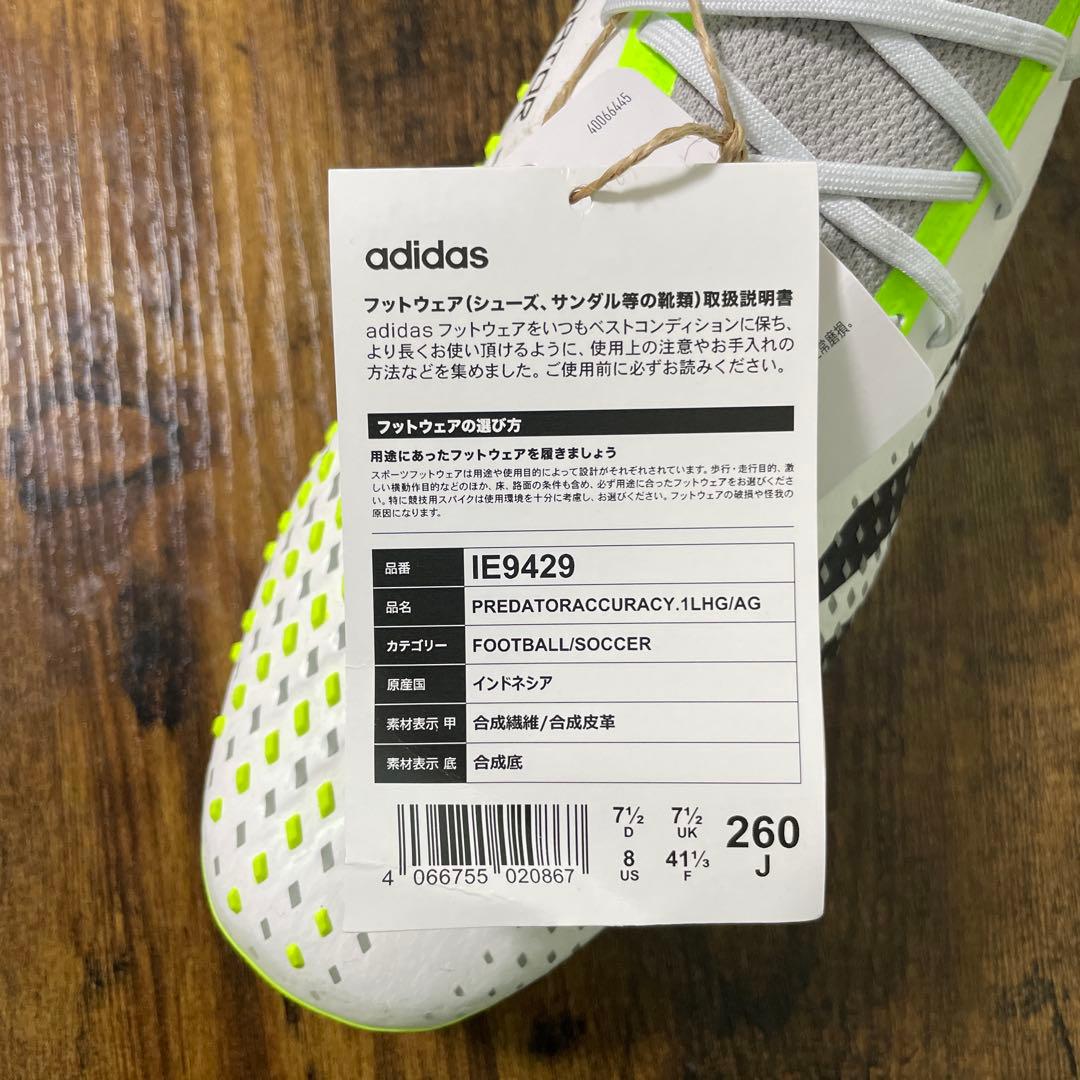 40066445
adidas
フットウェア(シューズ、サンダル等の靴類)取扱説明書
adidas フットウェアをいつもベストコンディションに保ち、
より長くお使い頂けるように、使用上の注意やお手入れの
方法などを集めました。ご使用前に必ずお読みください。
フットウェアの選び方
用途にあったフットウェアを履きましょう
スポーツフットウェアは用途や使用目的によって設計がそれぞれされています。歩行・走行目的、激
しい横動作目的などのほか、床、路面の条件も含め、必ず用途に合ったフットウェアをお選びくださ
い。特に競技用スパイクは使用環境を十分に考慮し、お選びください。フットウェアの破損や怪我の
原因になります。
品番 IE9429
品名 PREDATORACCURACY.1LHG/AG
カテゴリー FOOTBALL/SOCCER
原産国 インドネシア
素材表示 甲 合成繊維/合成皮革
素材表示 底 合成底
7½ 7½ 260
D UK J
8 41⅓
US F
4 066755 020867
常磨損。